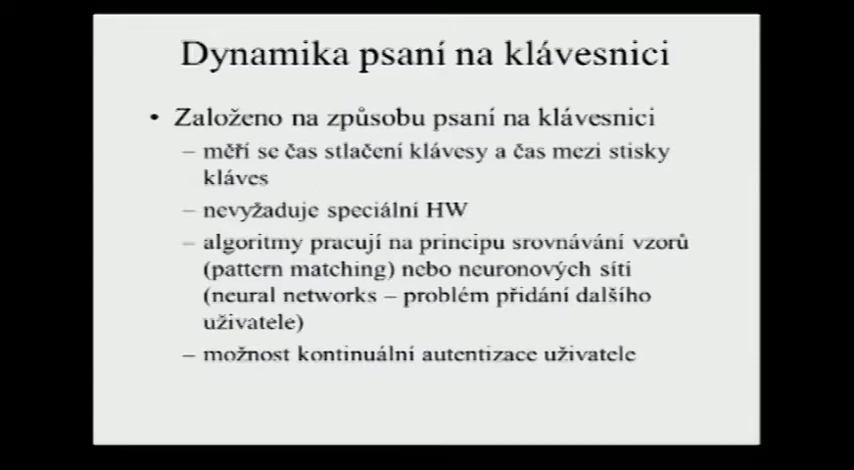 Dynamika psaní na klávesnici
• Založeno na způsobu psaní na klávesnici
– měří se čas stlačení klávesy a čas mezi stisky
kláves
– nevyžaduje speciální HW
– algoritmy pracují na principu srovnávání vzorů
(pattern matching) nebo neuronových síti
(neural networks – problém přidání dalšího
uživatele)
– možnost kontinuální autentizace uživatele